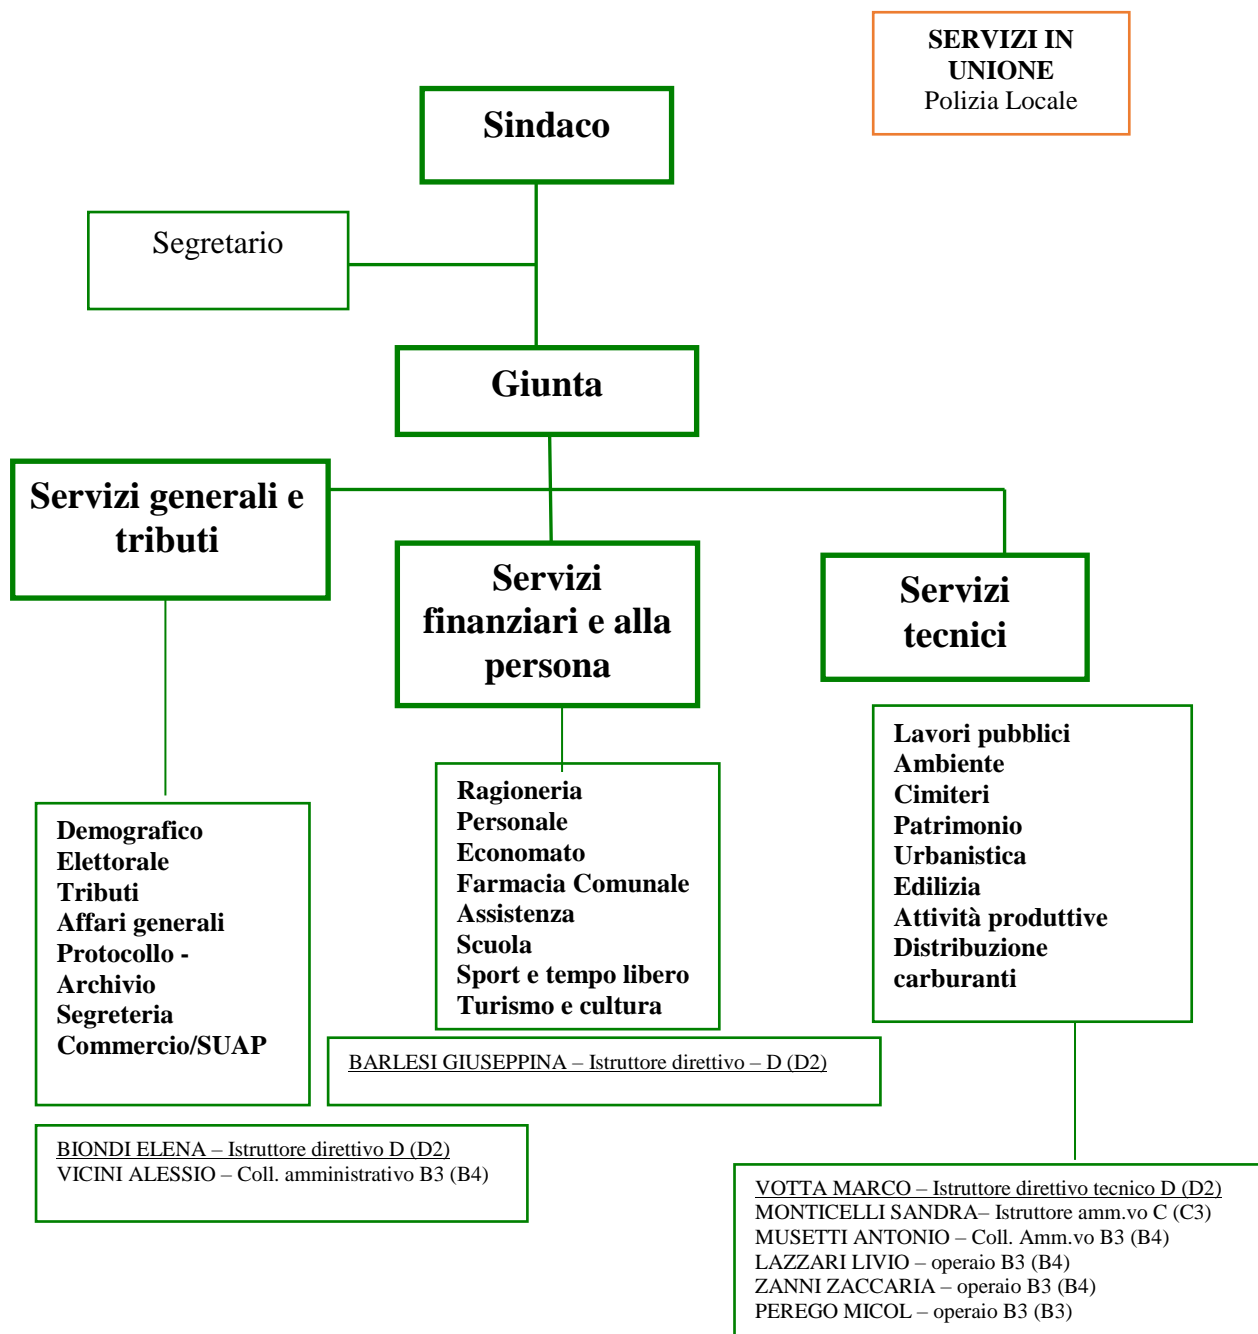 SERVIZI IN
UNIONE
Polizia Locale
Sindaco
Segretario
Giunta
Servizi generali e
tributi
Servizi
finanziari e alla
persona
Servizi
tecnici
Demografico
Elettorale
Tributi
Affari generali
Protocollo -
Archivio
Segreteria
Commercio/SUAP
Ragioneria
Personale
Economato
Farmacia Comunale
Assistenza
Scuola
Sport e tempo libero
Turismo e cultura
Lavori pubblici
Ambiente
Cimiteri
Patrimonio
Urbanistica
Edilizia
Attività produttive
Distribuzione
carburanti
BARLESI GIUSEPPINA – Istruttore direttivo – D (D2)
BIONDI ELENA – Istruttore direttivo D (D2)
VICINI ALESSIO – Coll. amministrativo B3 (B4)
VOTTA MARCO – Istruttore direttivo tecnico D (D2)
MONTICELLI SANDRA– Istruttore amm.vo C (C3)
MUSETTI ANTONIO – Coll. Amm.vo B3 (B4)
LAZZARI LIVIO – operaio B3 (B4)
ZANNI ZACCARIA – operaio B3 (B4)
PEREGO MICOL – operaio B3 (B3)